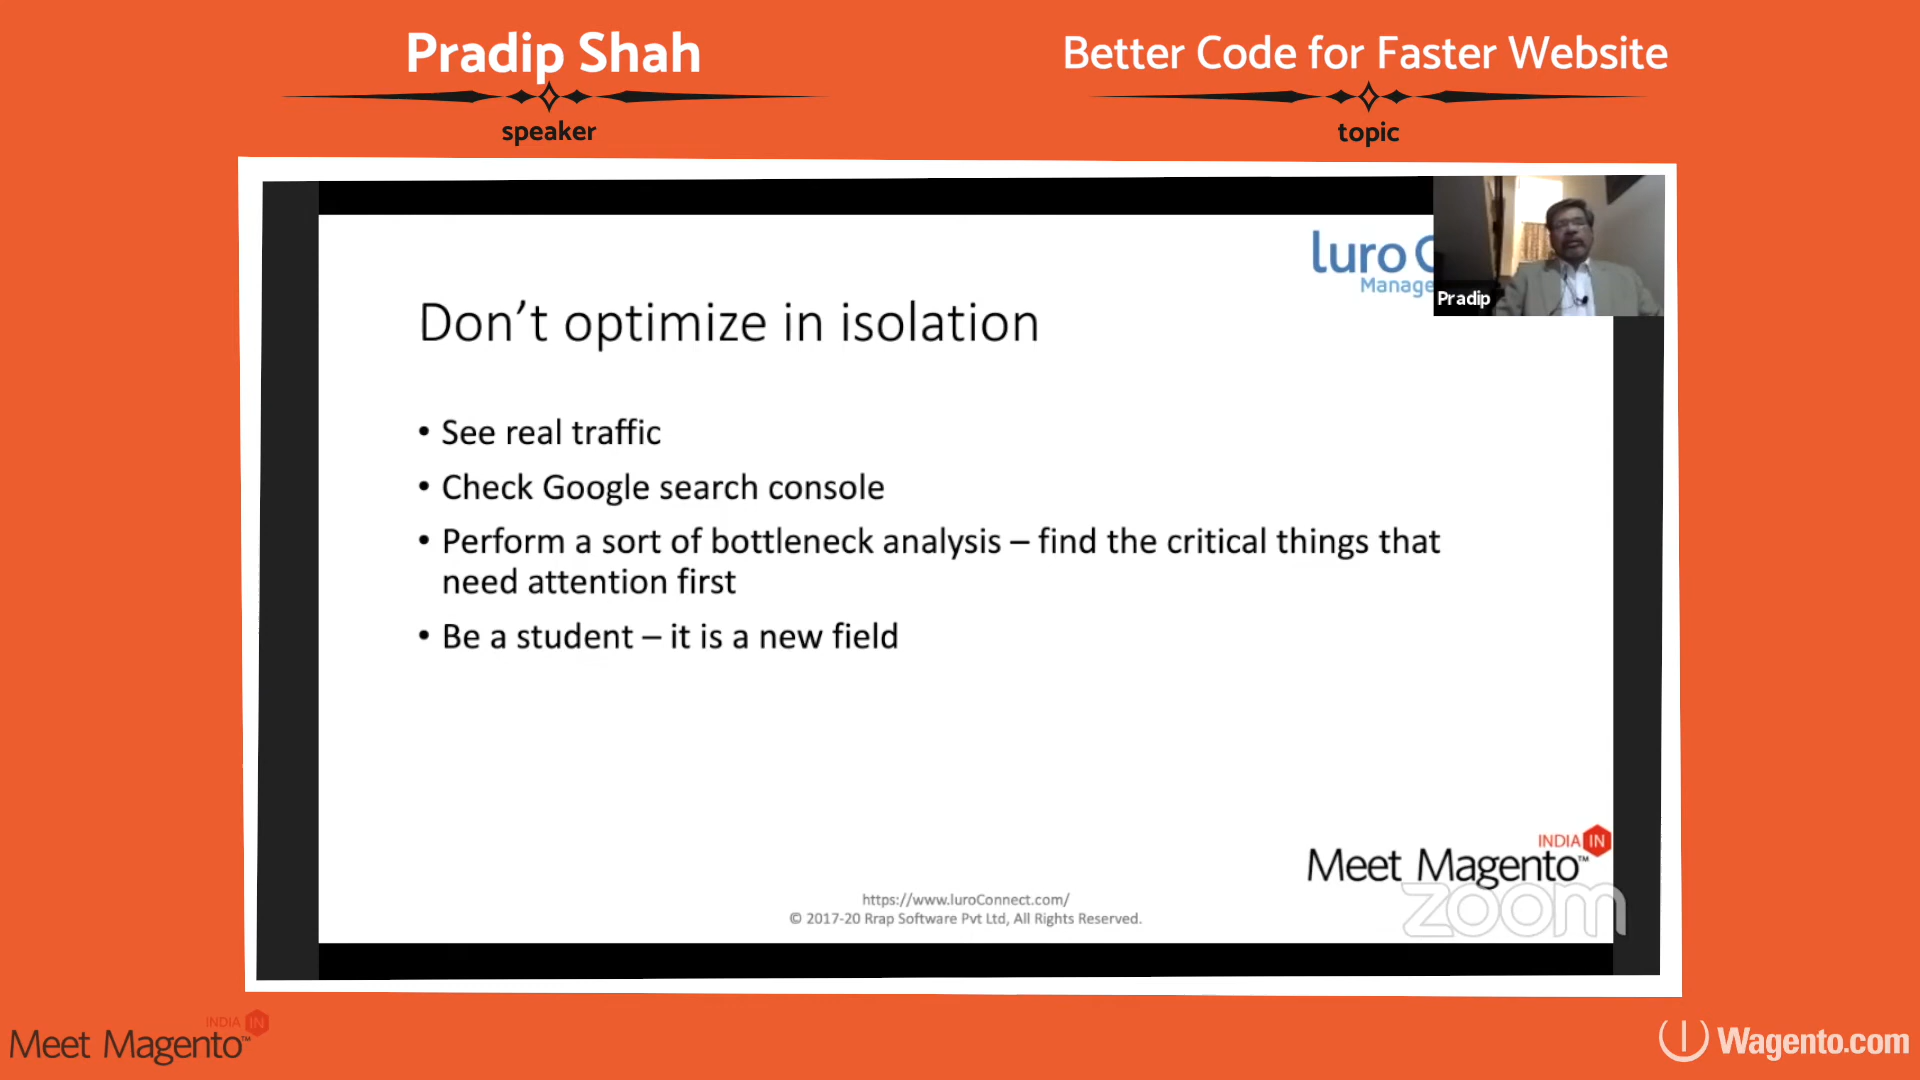 Pradip Shah
speaker
Better Code for Faster Website
topic
luro
Manage
Pradip
Don’t optimize in isolation
• See real traffic
• Check Google search console
• Perform a sort of bottleneck analysis – find the critical things that
need attention first
• Be a student – it is a new field
INDIA IN
Meet Magento™
zoom
https://www.luroConnect.com/
© 2017-20 Rrap Software Pvt Ltd, All Rights Reserved.
INDIA IN
Meet Magento™
Wagento.com